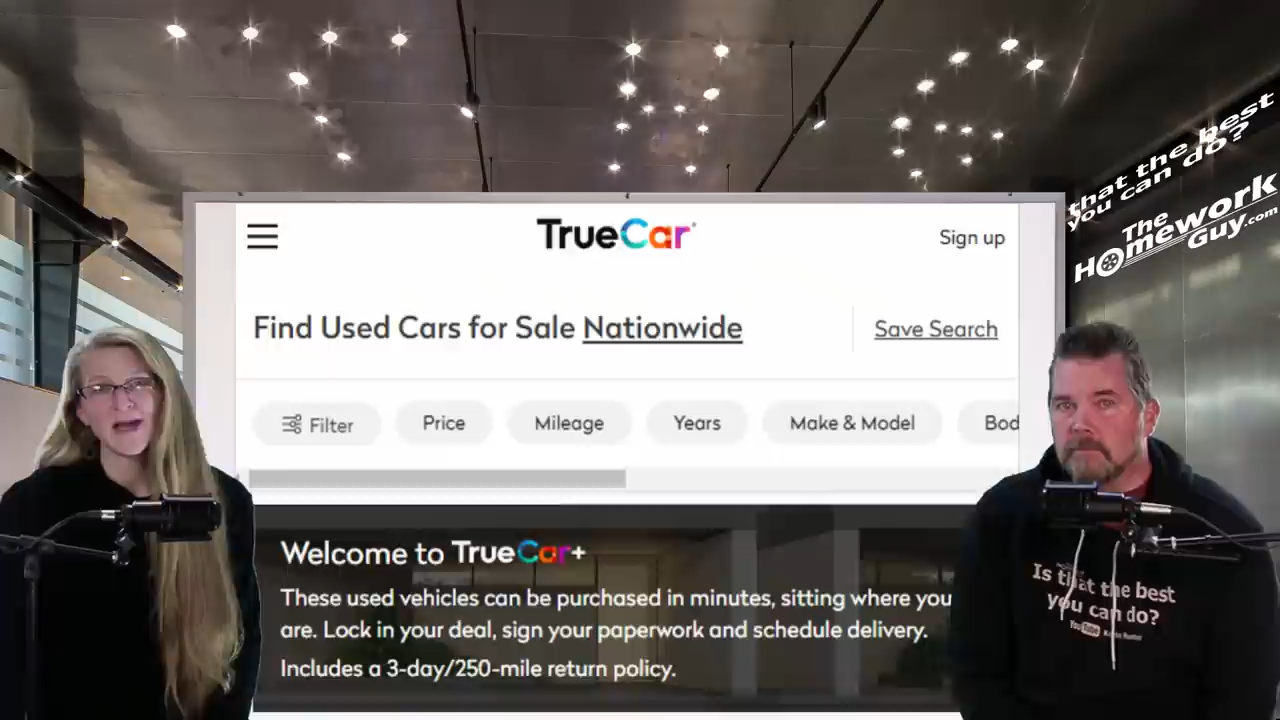 that the best
you can do?
The
Homework
Guy.com
TrueCar
Sign up
Find Used Cars for Sale Nationwide
Save Search
Filter
Price
Mileage
Years
Make & Model
Bod
Welcome to TrueCar+
These used vehicles can be purchased in minutes, sitting where you
are. Lock in your deal, sign your paperwork and schedule delivery.
Includes a 3-day/250-mile return policy.
Is that the best
you can do?
YouTube